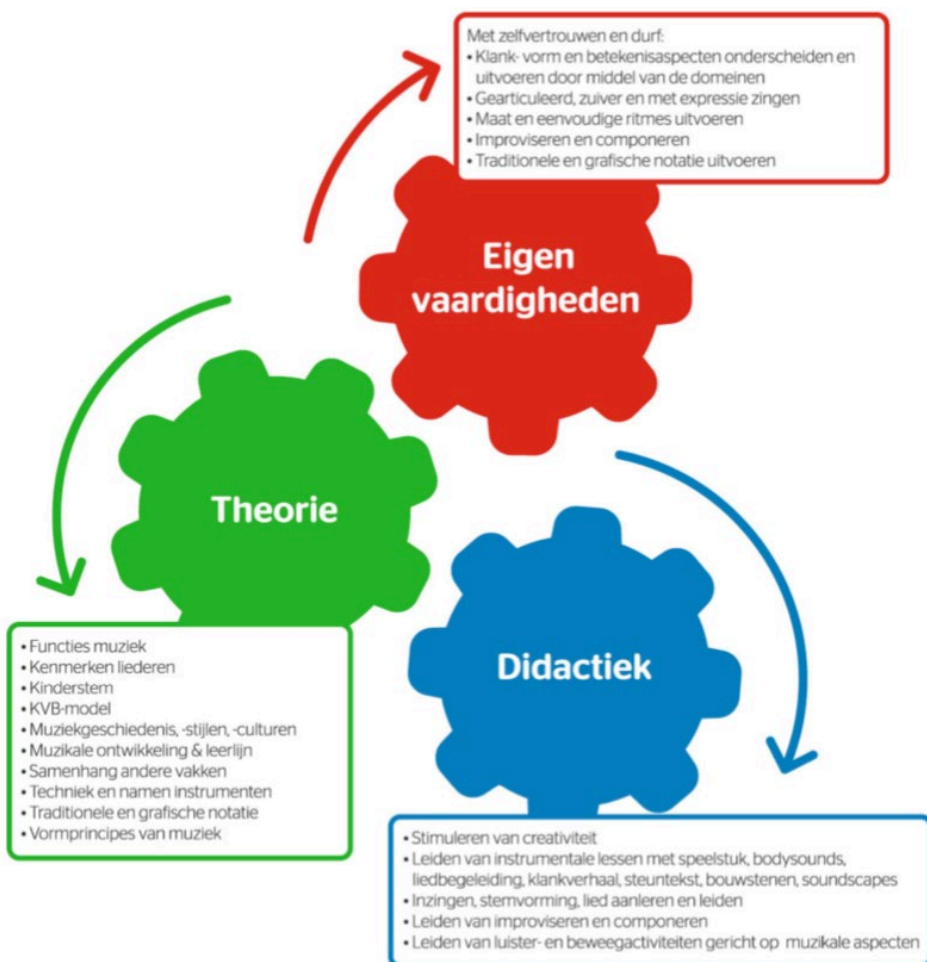 Met zelfvertrouwen en durf:
• Klank- vorm en betekenisaspecten onderscheiden en
uitvoeren door middel van de domeinen
• Gearticuleerd, zuiver en met expressie zingen
• Maat en eenvoudige ritmes uitvoeren
• Improviseren en componeren
• Traditionele en grafische notatie uitvoeren
Eigen
vaardigheden
Theorie
• Functies muziek
• Kenmerken liederen
• Kinderstem
• KVB-model
• Muziekgeschiedenis, -stijlen, -culturen
• Muzikale ontwikkeling & leerlijn
• Samenhang andere vakken
• Techniek en namen instrumenten
• Traditionele en grafische notatie
• Vormprincipes van muziek
Didactiek
• Stimuleren van creativiteit
• Leiden van instrumentale lessen met speelstuk, bodysounds,
liedbegeleiding, klankverhaal, steuntekst, bouwstenen, soundscapes
• Inzingen, stemvorming, lied aanleren en leiden
• Leiden van improviseren en componeren
• Leiden van luister- en beweegactiviteiten gericht op muzikale aspecten